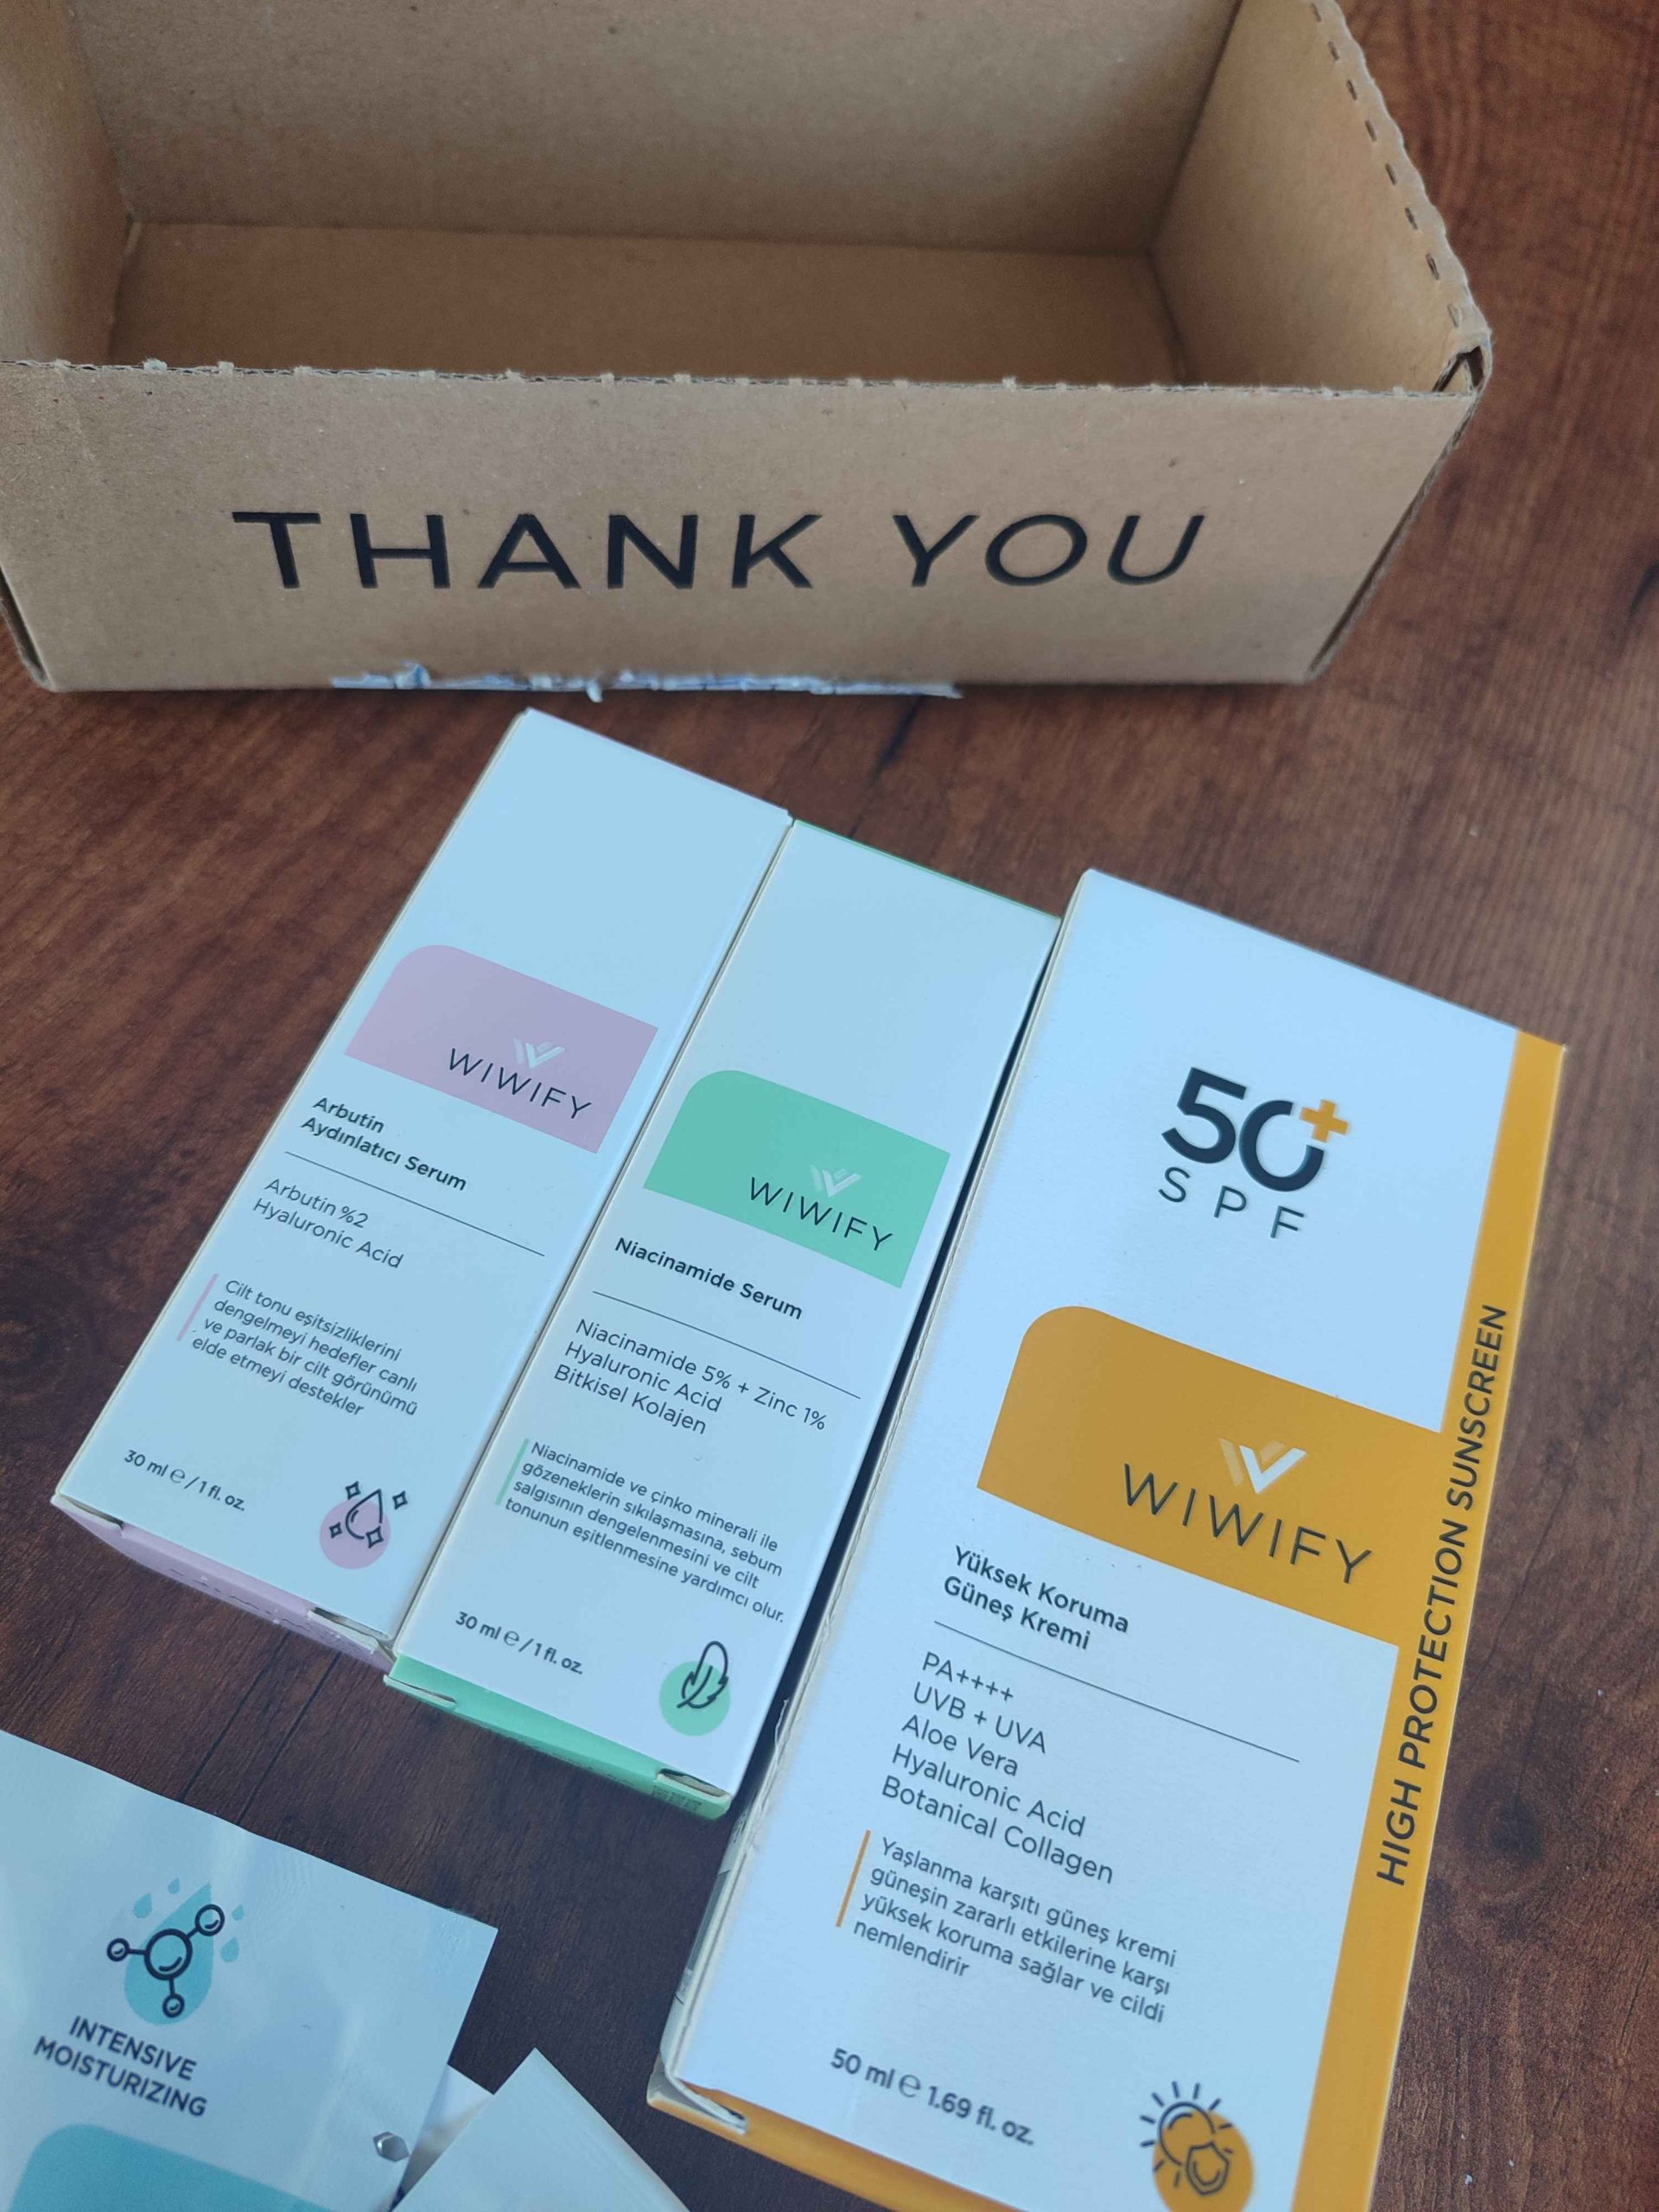 THANK YOU
WIWIFY
Arbutin
Aydınlatıcı Serum
Arbutin %2
Hyaluronic Acid
Cilt tonu eşitsizliklerini
dengelmeyi hedefler canlı
ve parlak bir cilt görünümü
elde etmeyi destekler
30 ml e / 1 fl. oz.
WIWIFY
Niacinamide Serum
Niacinamide 5% + Zinc 1%
Hyaluronic Acid
Bitkisel Kolajen
Niacinamide ve çinko minerali ile
gözeneklerin sıkılaşmasına, sebum
salgısının dengelenmesini ve cilt
tonunun eşitlenmesine yardımcı olur.
30 ml e / 1 fl. oz.
50+
SPF
WIWIFY
Yüksek Koruma
Güneş Kremi
PA++++
UVB + UVA
Aloe Vera
Hyaluronic Acid
Botanical Collagen
Yaşlanma karşıtı güneş kremi
güneşin zararlı etkilerine karşı
yüksek koruma sağlar ve cildi
nemlendirir
50 ml e 1.69 fl. oz.
HIGH PROTECTION SUNSCREEN
INTENSIVE
MOISTURIZING